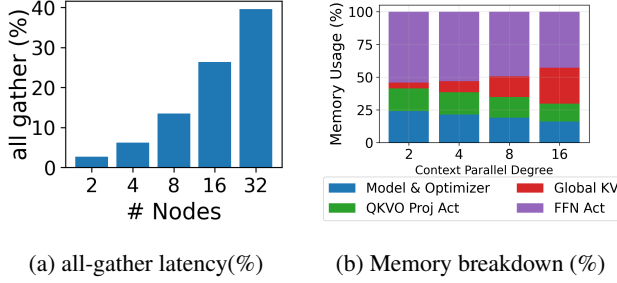 all gather (%)
40
30
20
10
0
2 4 8 16 32
# Nodes
(a) all-gather latency(%)
Memory Usage (%)
100
75
50
25
0
2 4 8 16
Context Parallel Degree
Model & Optimizer Global KV
QKVO Proj Act FFN Act
(b) Memory breakdown (%)